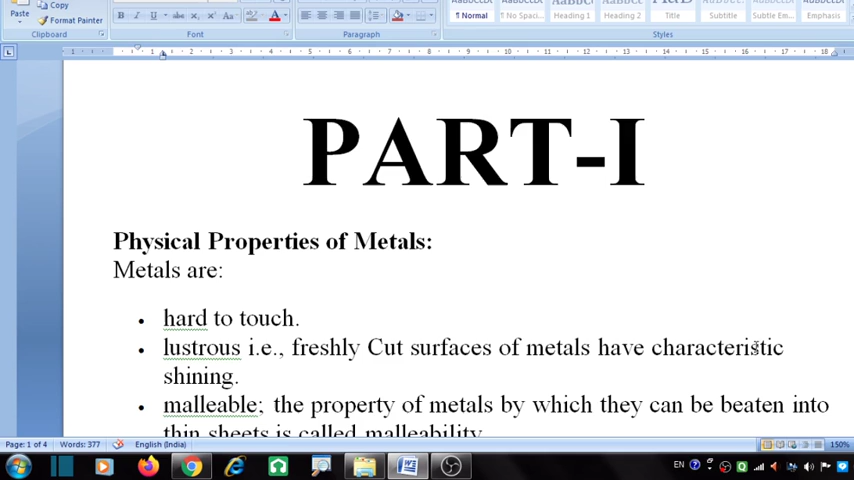 Paste
Copy
Format Painter
Clipboard
Font
Paragraph
Styles
¶ Normal
¶ No Spaci...
Heading 1
Heading 2
Title
Subtitle
Subtle Em...
Emphasis
PART-I
Physical Properties of Metals:
Metals are:
• hard to touch.
• lustrous i.e., freshly Cut surfaces of metals have characteristic
shining.
• malleable; the property of metals by which they can be beaten into
thin sheets is called malleability
Page: 1 of 4
Words: 377
English (India)
150%
EN